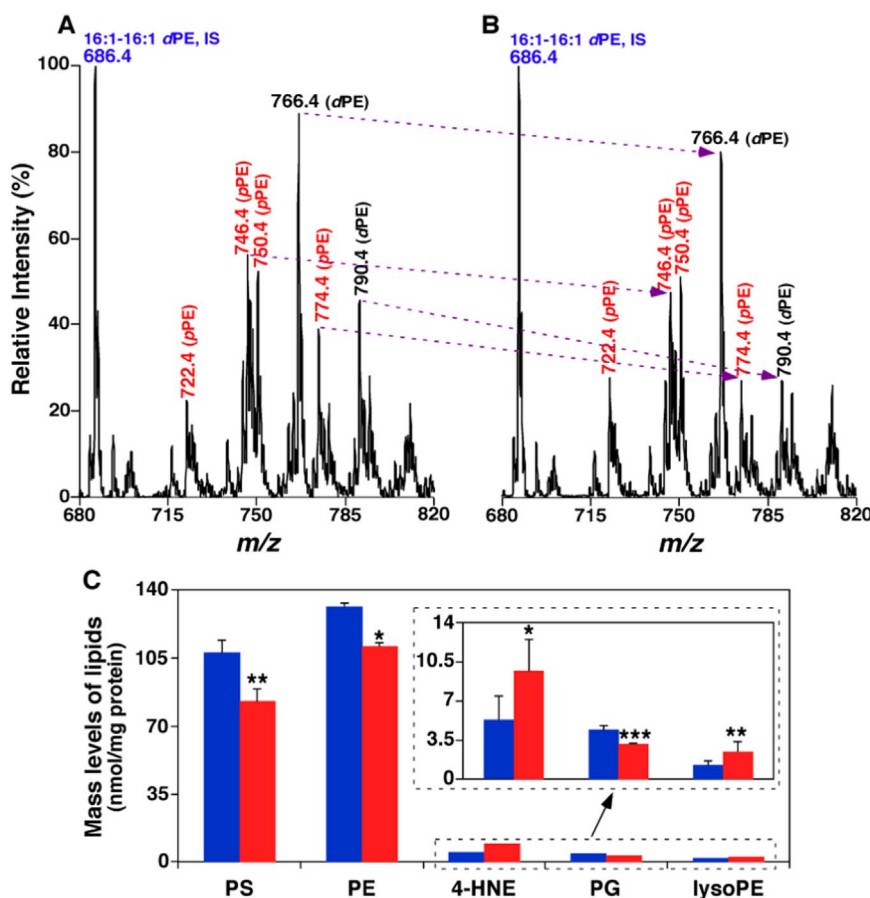 A
16:1-16:1 dPE, IS
686.4
766.4 (dPE)
746.4 (pPE)
750.4 (pPE)
774.4 (pPE)
790.4 (dPE)
722.4 (pPE)
Relative Intensity (%)
100
80
60
40
20
0
680 715 750 785 820
m/z
B
16:1-16:1 dPE, IS
686.4
766.4 (dPE)
746.4 (pPE)
750.4 (pPE)
722.4 (pPE)
774.4 (pPE)
790.4 (dPE)
680 715 750 785 820
m/z
C
Mass levels of lipids
(nmol/mg protein)
140
105
70
35
0
**
*
14
10.5
7
3.5
0
*
***
**
PS PE 4-HNE PG lysoPE